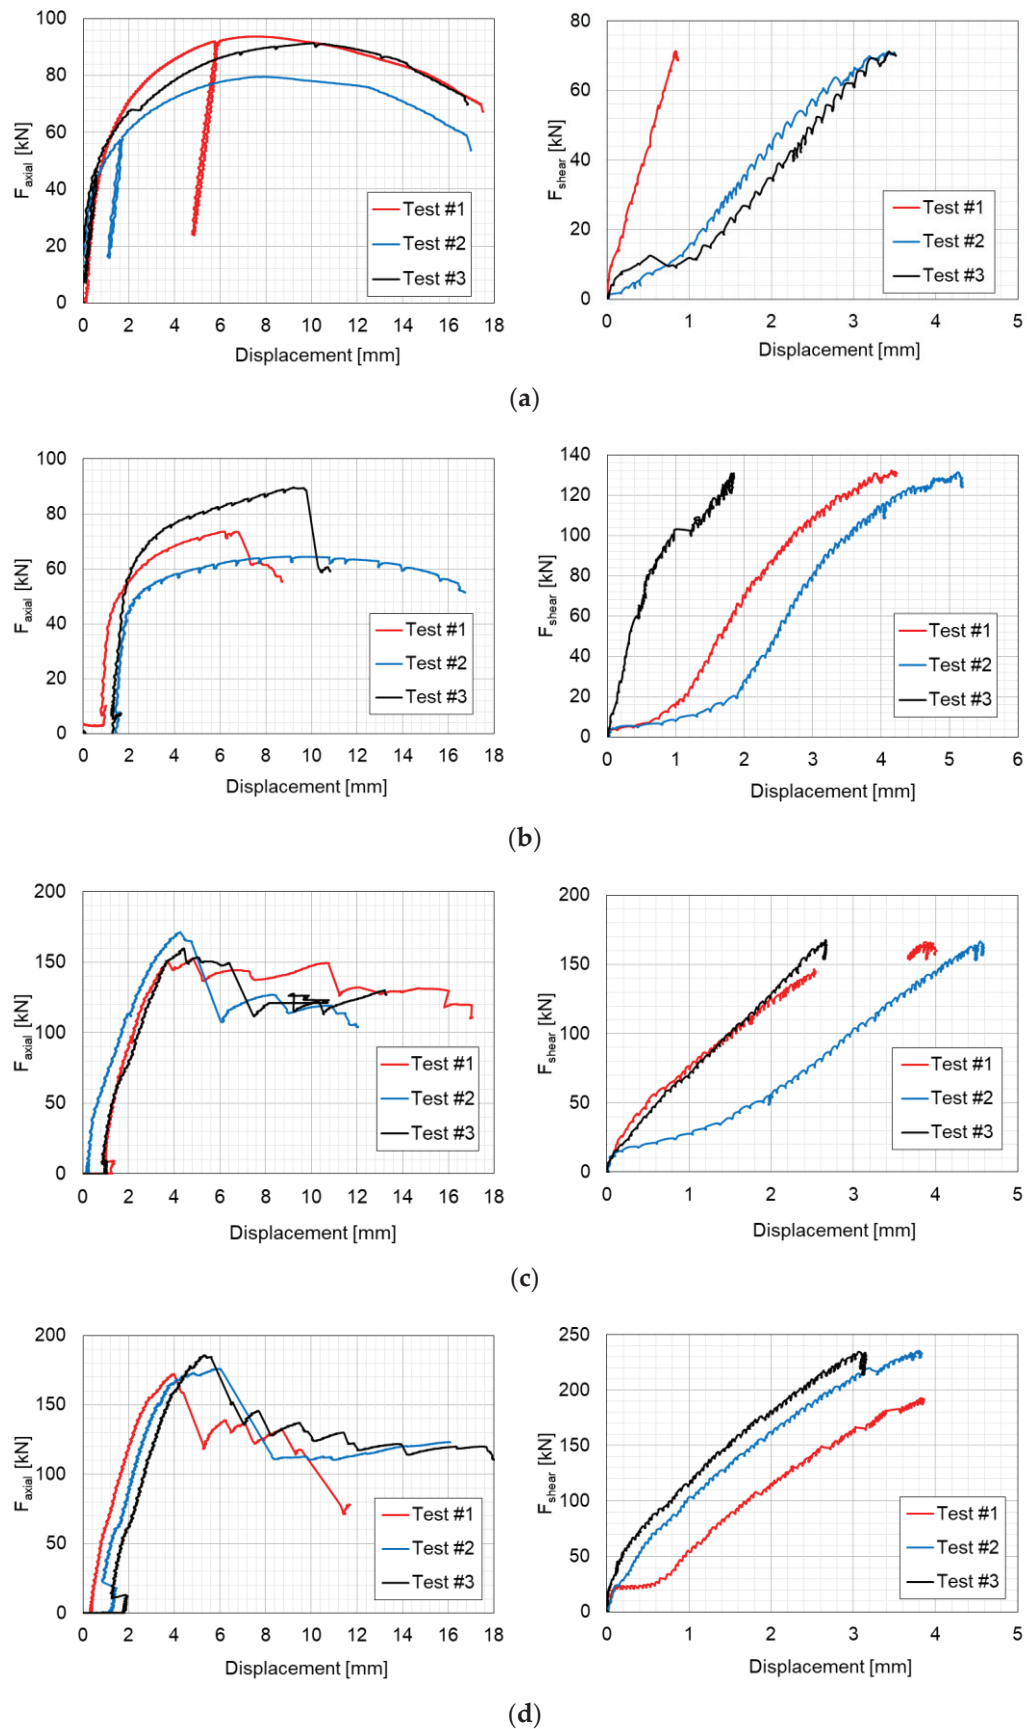 100
80
60
40
20
0
F_axial [kN]
0 2 4 6 8 10 12 14 16 18
Displacement [mm]
Test #1
Test #2
Test #3
80
60
40
20
0
F_shear [kN]
0 1 2 3 4 5
Displacement [mm]
Test #1
Test #2
Test #3
(a)
100
80
60
40
20
0
F_axial [kN]
0 2 4 6 8 10 12 14 16 18
Displacement [mm]
Test #1
Test #2
Test #3
140
120
100
80
60
40
20
0
F_shear [kN]
0 1 2 3 4 5 6
Displacement [mm]
Test #1
Test #2
Test #3
(b)
200
150
100
50
0
F_axial [kN]
0 2 4 6 8 10 12 14 16 18
Displacement [mm]
Test #1
Test #2
Test #3
200
150
100
50
0
F_shear [kN]
0 1 2 3 4 5
Displacement [mm]
Test #1
Test #2
Test #3
(c)
200
150
100
50
0
F_axial [kN]
0 2 4 6 8 10 12 14 16 18
Displacement [mm]
Test #1
Test #2
Test #3
250
200
150
100
50
0
F_shear [kN]
0 1 2 3 4 5
Displacement [mm]
Test #1
Test #2
Test #3
(d)